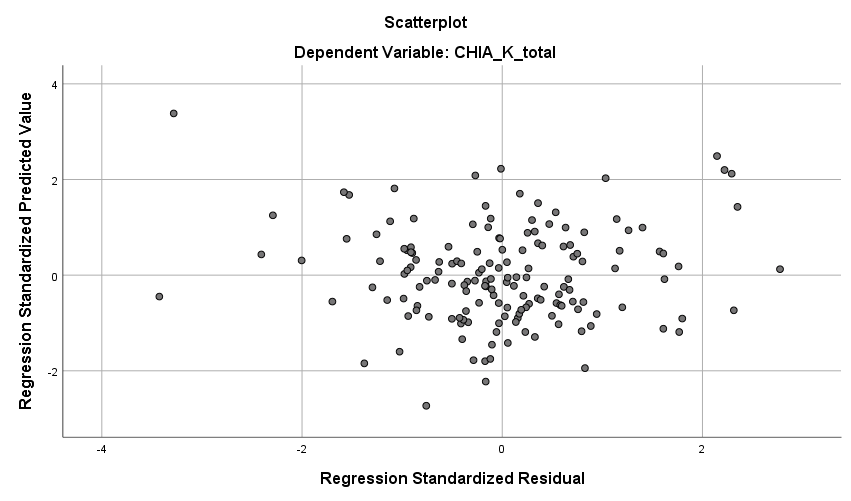 Scatterplot
Dependent Variable: CHIA_K_total
Regression Standardized Predicted Value
4
2
0
-2
-4
-2
0
2
Regression Standardized Residual